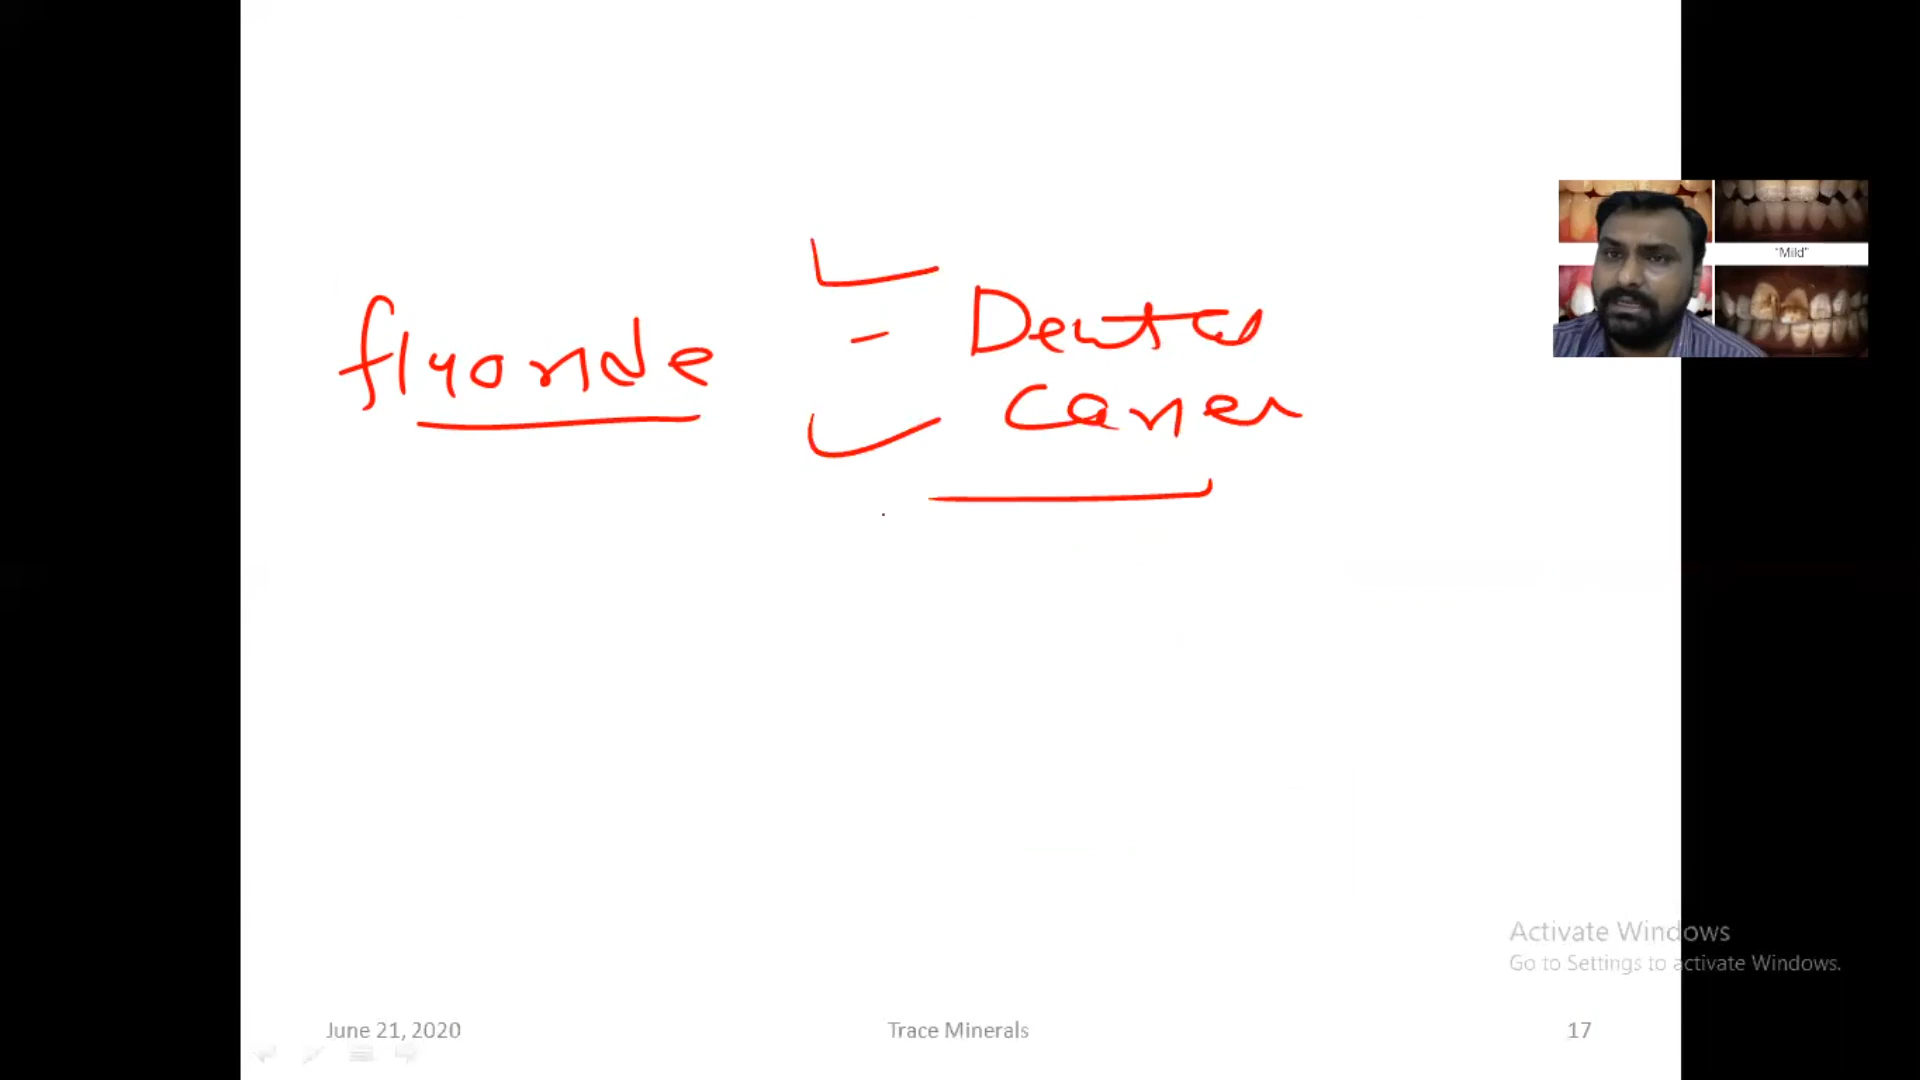 fluoride - Dental
caries
"Mild"
Activate Windows
Go to Settings to activate Windows.
June 21, 2020 Trace Minerals 17